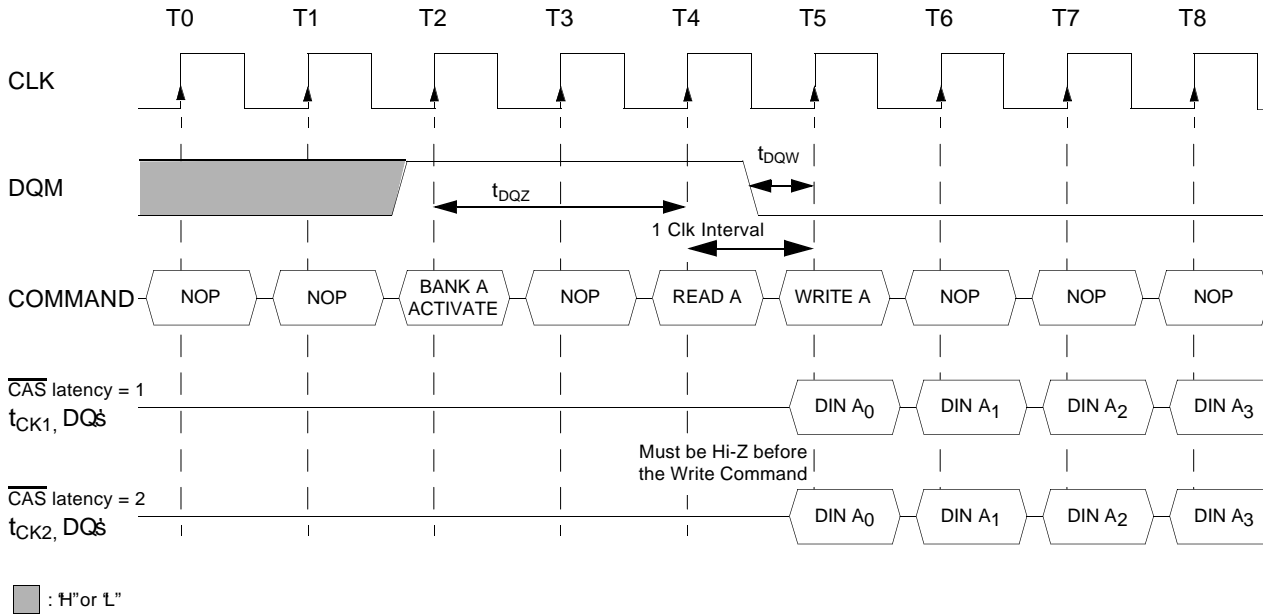 T0 T1 T2 T3 T4 T5 T6 T7 T8
CLK
DQM
tDQZ
tDQW
1 Clk Interval
COMMAND NOP NOP BANK A ACTIVATE NOP READ A WRITE A NOP NOP NOP
CAS latency = 1
tCK1, DQ's DIN A0 DIN A1 DIN A2 DIN A3
Must be Hi-Z before
the Write Command
CAS latency = 2
tCK2, DQ's DIN A0 DIN A1 DIN A2 DIN A3
: "H" or "L"